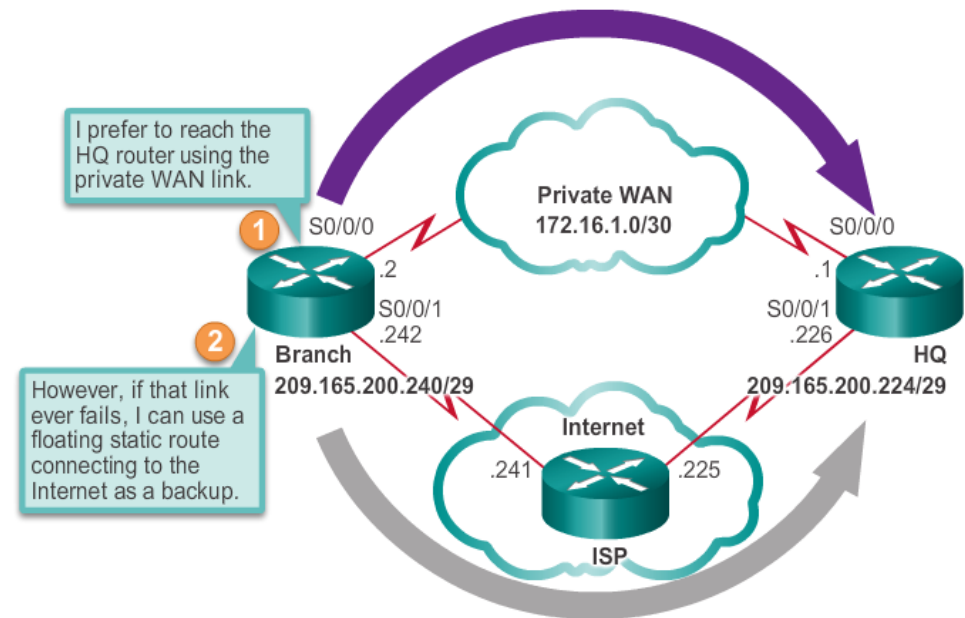 I prefer to reach the
HQ router using the
private WAN link.
1
S0/0/0
Private WAN
172.16.1.0/30
S0/0/0
.2
.1
S0/0/1
.242
S0/0/1
.226
2
Branch
HQ
209.165.200.240/29
209.165.200.224/29
However, if that link
ever fails, I can use a
floating static route
connecting to the
Internet as a backup.
Internet
.241
.225
ISP